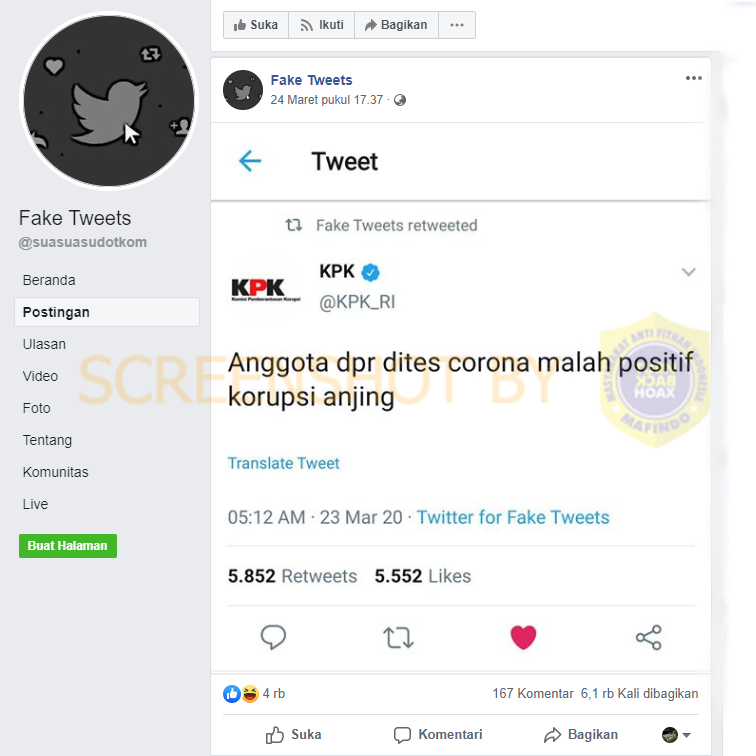 Suka Ikuti Bagikan
Fake Tweets
24 Maret pukul 17.37 ·
Tweet
Fake Tweets retweeted
KPK
Komisi Pemberantasan Korupsi
KPK
@KPK_RI
Anggota dpr dites corona malah positif
korupsi anjing
Translate Tweet
05:12 AM · 23 Mar 20 · Twitter for Fake Tweets
5.852 Retweets 5.552 Likes
4 rb 167 Komentar 6,1 rb Kali dibagikan
Suka Komentari Bagikan
Fake Tweets
@suasuasudotkom
Beranda
Postingan
Ulasan
Video
Foto
Tentang
Komunitas
Live
Buat Halaman
SCREENSHOT BY
MASYARAKAT ANTI FITNAH INDONESIA
TURN
BACK
HOAX
MAFINDO